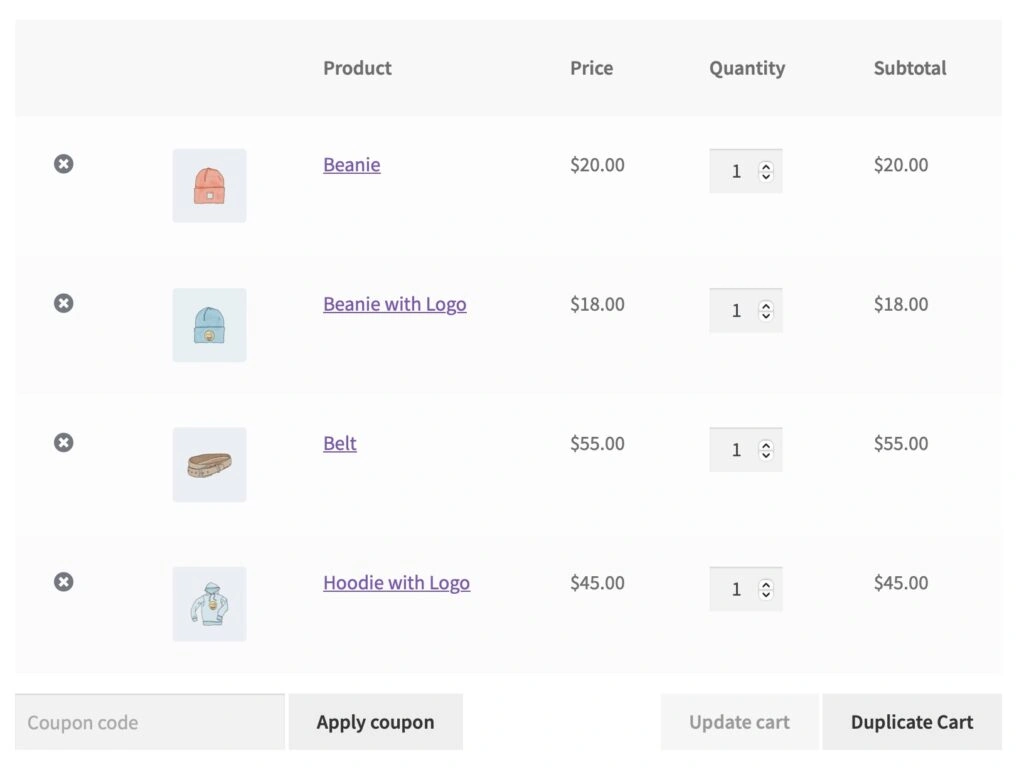 Product Price Quantity Subtotal
Beanie $20.00 1 $20.00
Beanie with Logo $18.00 1 $18.00
Belt $55.00 1 $55.00
Hoodie with Logo $45.00 1 $45.00
Coupon code Apply coupon Update cart Duplicate Cart